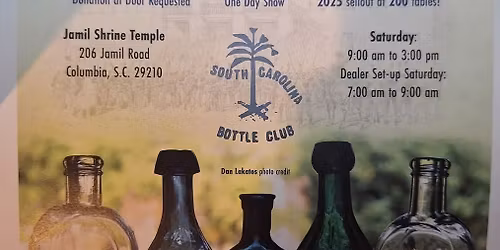 Donation at Door Requested
One Day Show
2025 sellout at 200 tables!
Jamil Shrine Temple
206 Jamil Road
Columbia, S.C. 29210
SOUTH CAROLINA
BOTTLE CLUB
Saturday:
9:00 am to 3:00 pm
Dealer Set-up Saturday:
7:00 am to 9:00 am
Dan Lekates photo credit